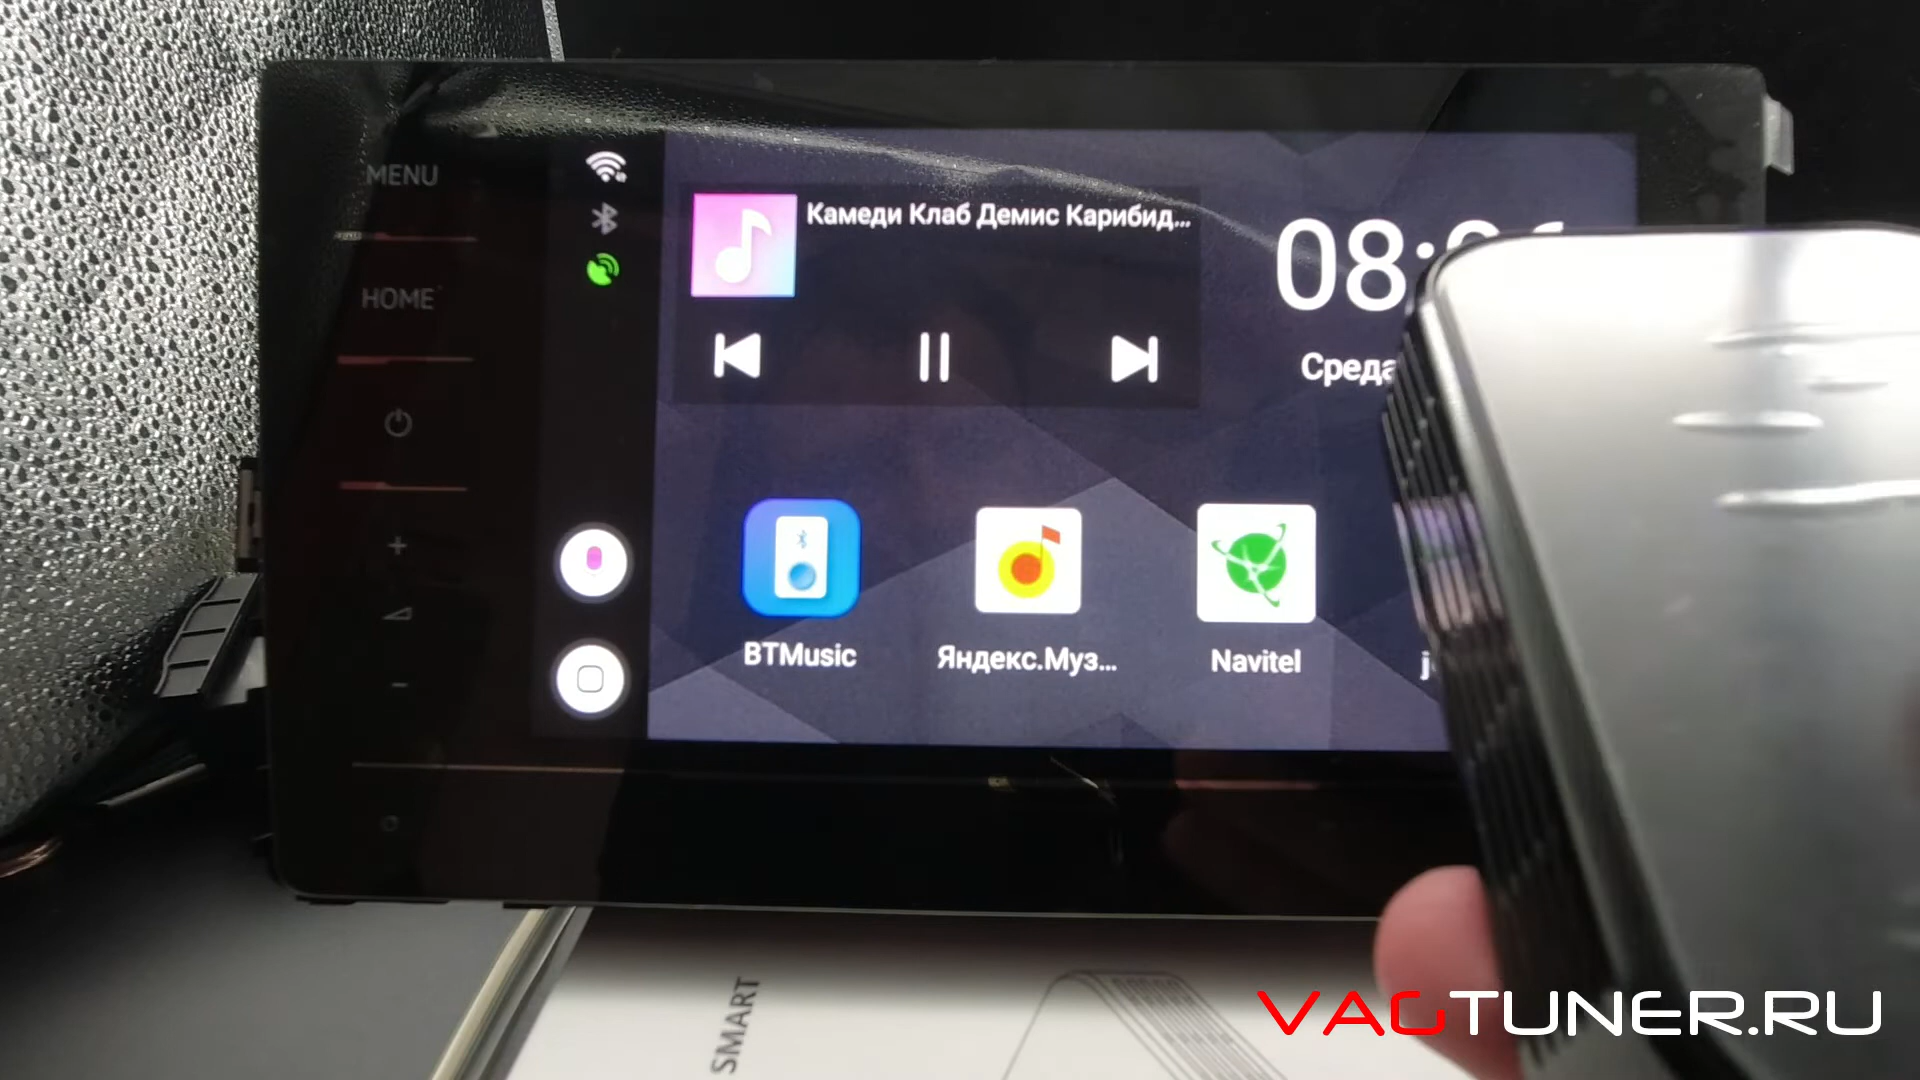 MENU
HOME
Камеди Клаб Демис Карибид...
08:
Среда
BTMusic
Яндекс.Муз...
Navitel
SMART
VAGTUNER.RU